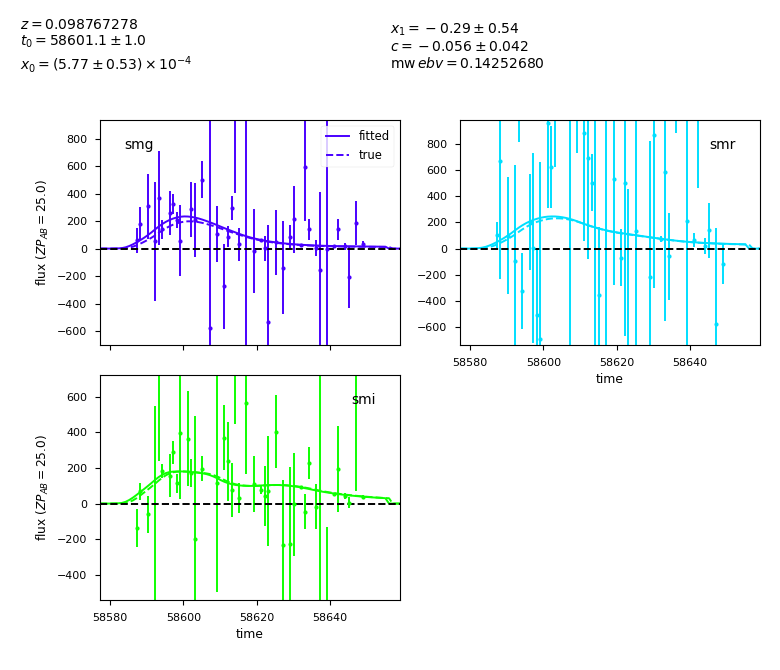 z = 0.098767278
t0 = 58601.1 ± 1.0
x0 = (5.77 ± 0.53) × 10^−4
x1 = −0.29 ± 0.54
c = −0.056 ± 0.042
mw ebv = 0.14252680
smg
fitted
true
800
600
400
200
0
−200
−400
−600
flux (ZP_AB = 25.0)
smr
800
600
400
200
0
−200
−400
−600
58580 58600 58620 58640
time
smi
600
400
200
0
−200
−400
flux (ZP_AB = 25.0)
58580 58600 58620 58640
time